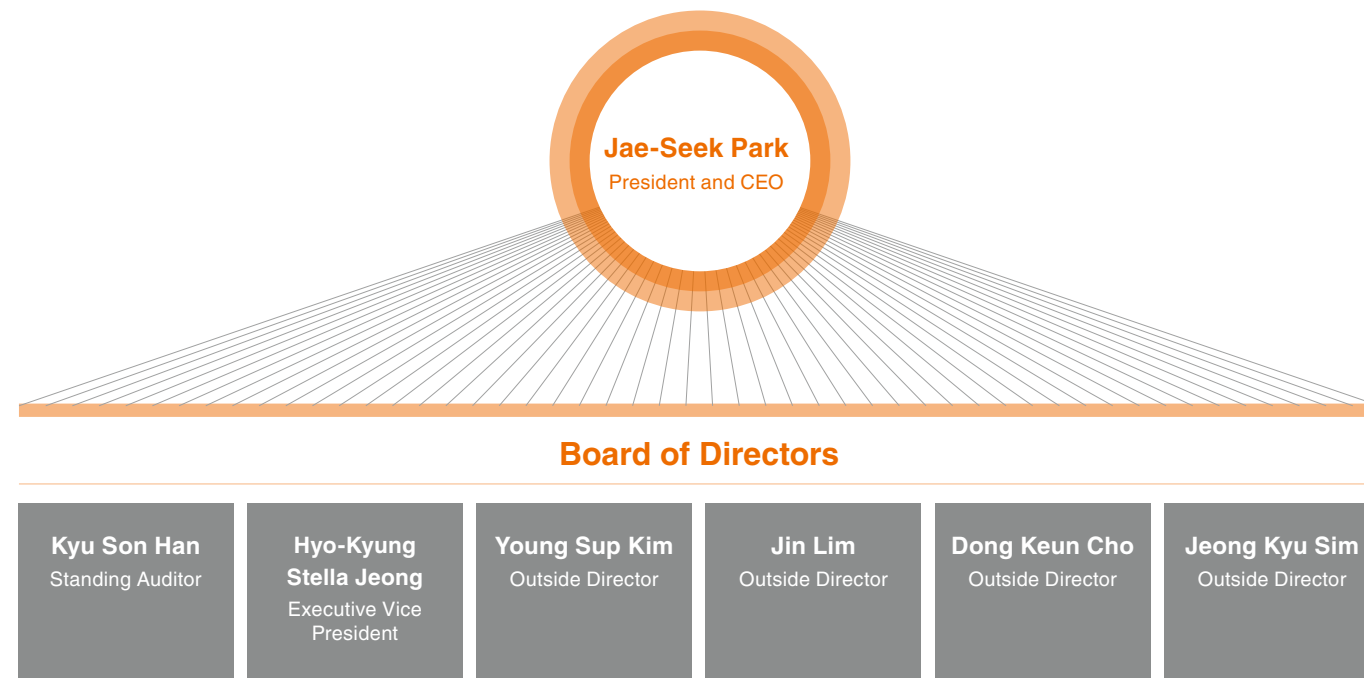 Jae-Seek Park
President and CEO
Board of Directors
Kyu Son Han
Standing Auditor
Hyo-Kyung
Stella Jeong
Executive Vice
President
Young Sup Kim
Outside Director
Jin Lim
Outside Director
Dong Keun Cho
Outside Director
Jeong Kyu Sim
Outside Director